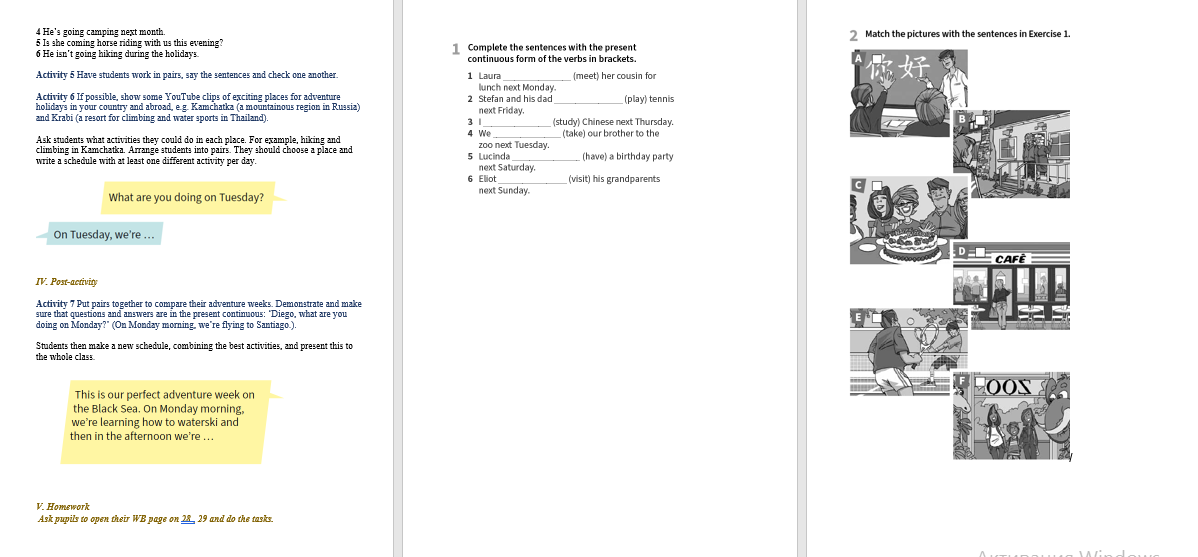 4 He's going camping next month.
5 Is she coming horse riding with us this evening?
6 He isn't going hiking during the holidays.
Activity 5 Have students work in pairs, say the sentences and check one another.
Activity 6 If possible, show some YouTube clips of exciting places for adventure
holidays in your country and abroad, e.g. Kamchatka (a mountainous region in Russia)
and Krabi (a resort for climbing and water sports in Thailand).
Ask students what activities they could do in each place. For example, hiking and
climbing in Kamchatka. Arrange students into pairs. They should choose a place and
write a schedule with at least one different activity per day.
What are you doing on Tuesday?
On Tuesday, we're …
IV. Post-activity
Activity 7 Put pairs together to compare their adventure weeks. Demonstrate and make
sure that questions and answers are in the present continuous: 'Diego, what are you
doing on Monday?' (On Monday morning, we're flying to Santiago.).
Students then make a new schedule, combining the best activities, and present this to
the whole class.
This is our perfect adventure week on
the Black Sea. On Monday morning,
we're learning how to waterski and
then in the afternoon we're …
V. Homework
Ask pupils to open their WB page on 28., 29 and do the tasks.
1 Complete the sentences with the present
continuous form of the verbs in brackets.
1 Laura ______________ (meet) her cousin for
lunch next Monday.
2 Stefan and his dad ______________ (play) tennis
next Friday.
3 I ______________ (study) Chinese next Thursday.
4 We ______________ (take) our brother to the
zoo next Tuesday.
5 Lucinda ______________ (have) a birthday party
next Saturday.
6 Eliot ______________ (visit) his grandparents
next Sunday.
2 Match the pictures with the sentences in Exercise 1.
A
你好
B
C
D
CAFÈ
E
F
ZOO
Активация Windows